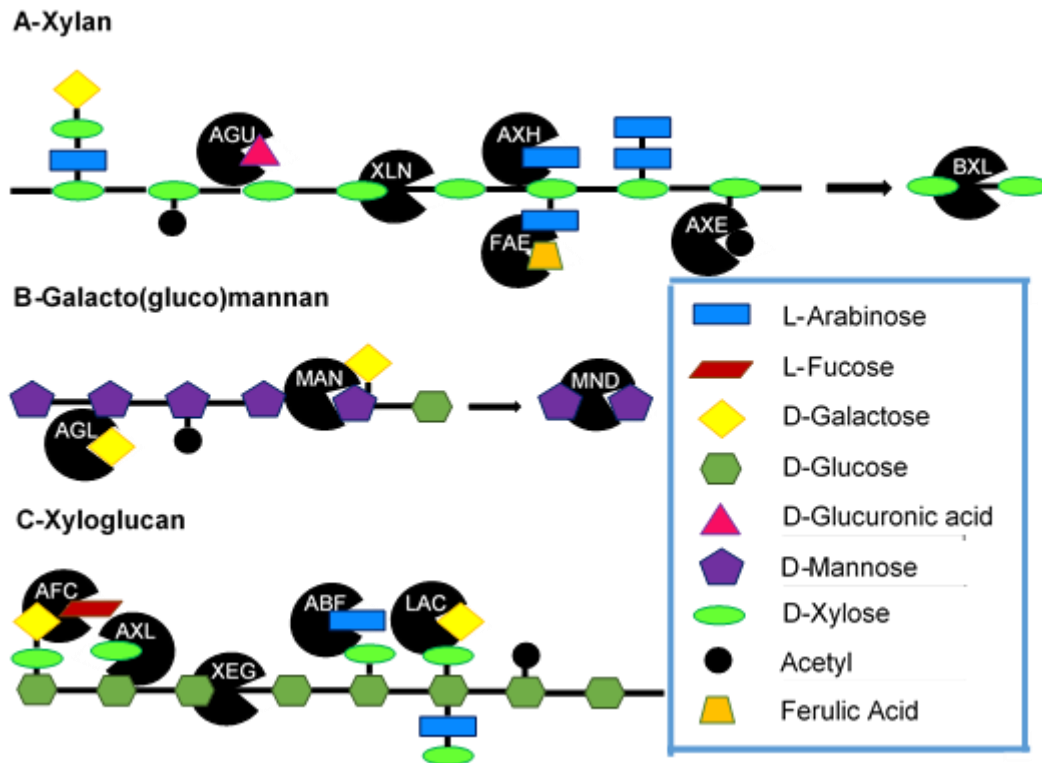 A-Xylan
AGU
XLN
AXH
FAE
AXE
BXL
B-Galacto(gluco)mannan
AGL
MAN
MND
C-Xyloglucan
AFC
AXL
XEG
ABF
LAC
L-Arabinose
L-Fucose
D-Galactose
D-Glucose
D-Glucuronic acid
D-Mannose
D-Xylose
Acetyl
Ferulic Acid